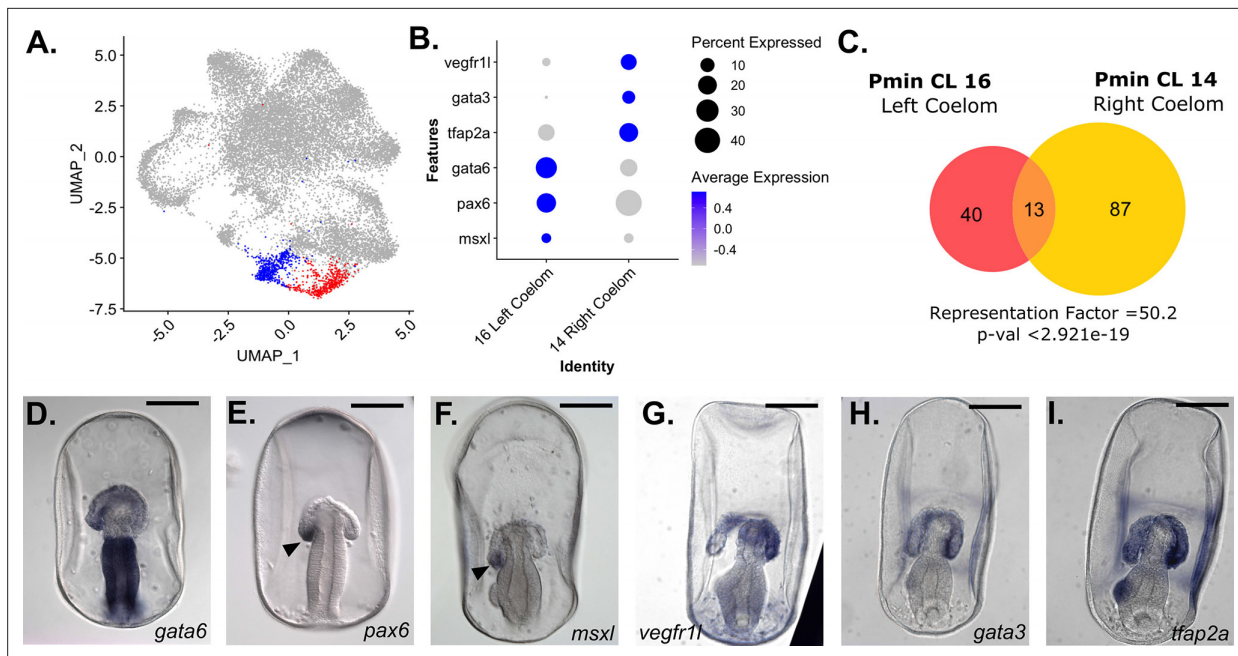 A.
5.0
2.5
0.0
-2.5
-5.0
-7.5
UMAP_2
-5.0 -2.5 0.0 2.5 5.0
UMAP_1
B.
vegfr1l
gata3
tfap2a
gata6
pax6
msxl
Features
16 Left Coelom
14 Right Coelom
Identity
Percent Expressed
10
20
30
40
Average Expression
0.4
0.0
-0.4
C.
Pmin CL 16
Left Coelom
Pmin CL 14
Right Coelom
40 13 87
Representation Factor =50.2
p-val <2.921e-19
D.
gata6
E.
pax6
F.
msxl
G.
vegfr1l
H.
gata3
I.
tfap2a